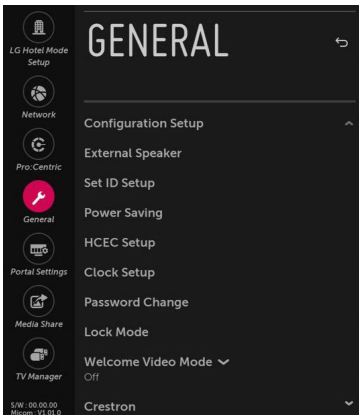 LG Hotel Mode
Setup
Network
Pro:Centric
General
Portal Settings
Media Share
TV Manager
S/W : 00.00.00
Micom : V1.01.0
GENERAL
Configuration Setup
External Speaker
Set ID Setup
Power Saving
HCEC Setup
Clock Setup
Password Change
Lock Mode
Welcome Video Mode
Off
Crestron